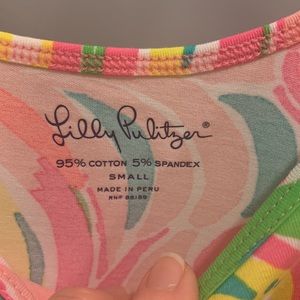 Lilly Pulitzer®
95% COTTON 5% SPANDEX
SMALL
MADE IN PERU